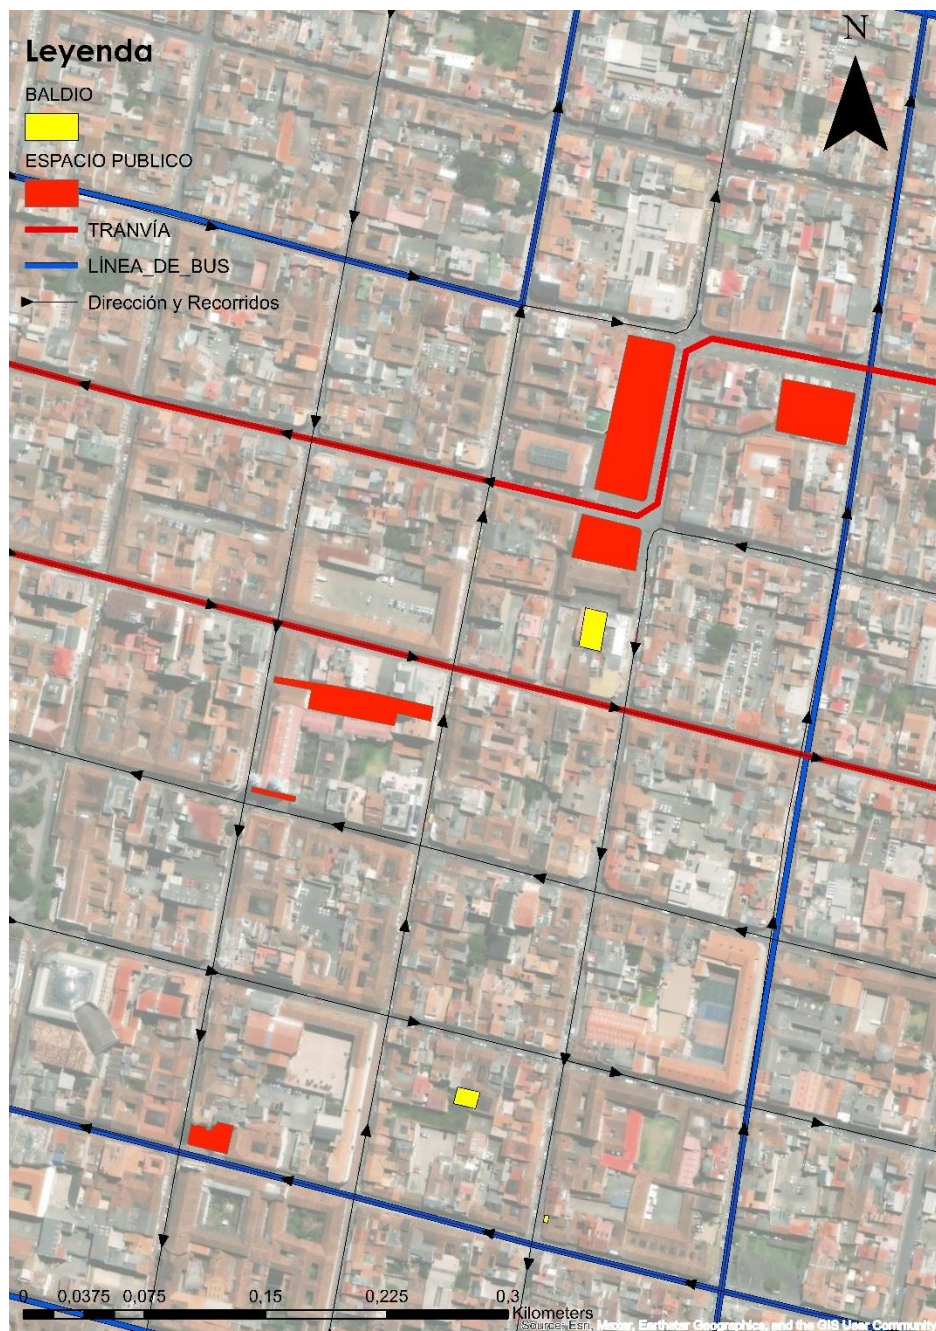 N
Leyenda
BALDIO
ESPACIO PUBLICO
TRANVÍA
LÍNEA_DE_BUS
Dirección y Recorridos
0 0,0375 0,075 0,15 0,225 0,3
Kilometers
Source: Esri, Maxar, Earthstar Geographics, and the GIS User Community